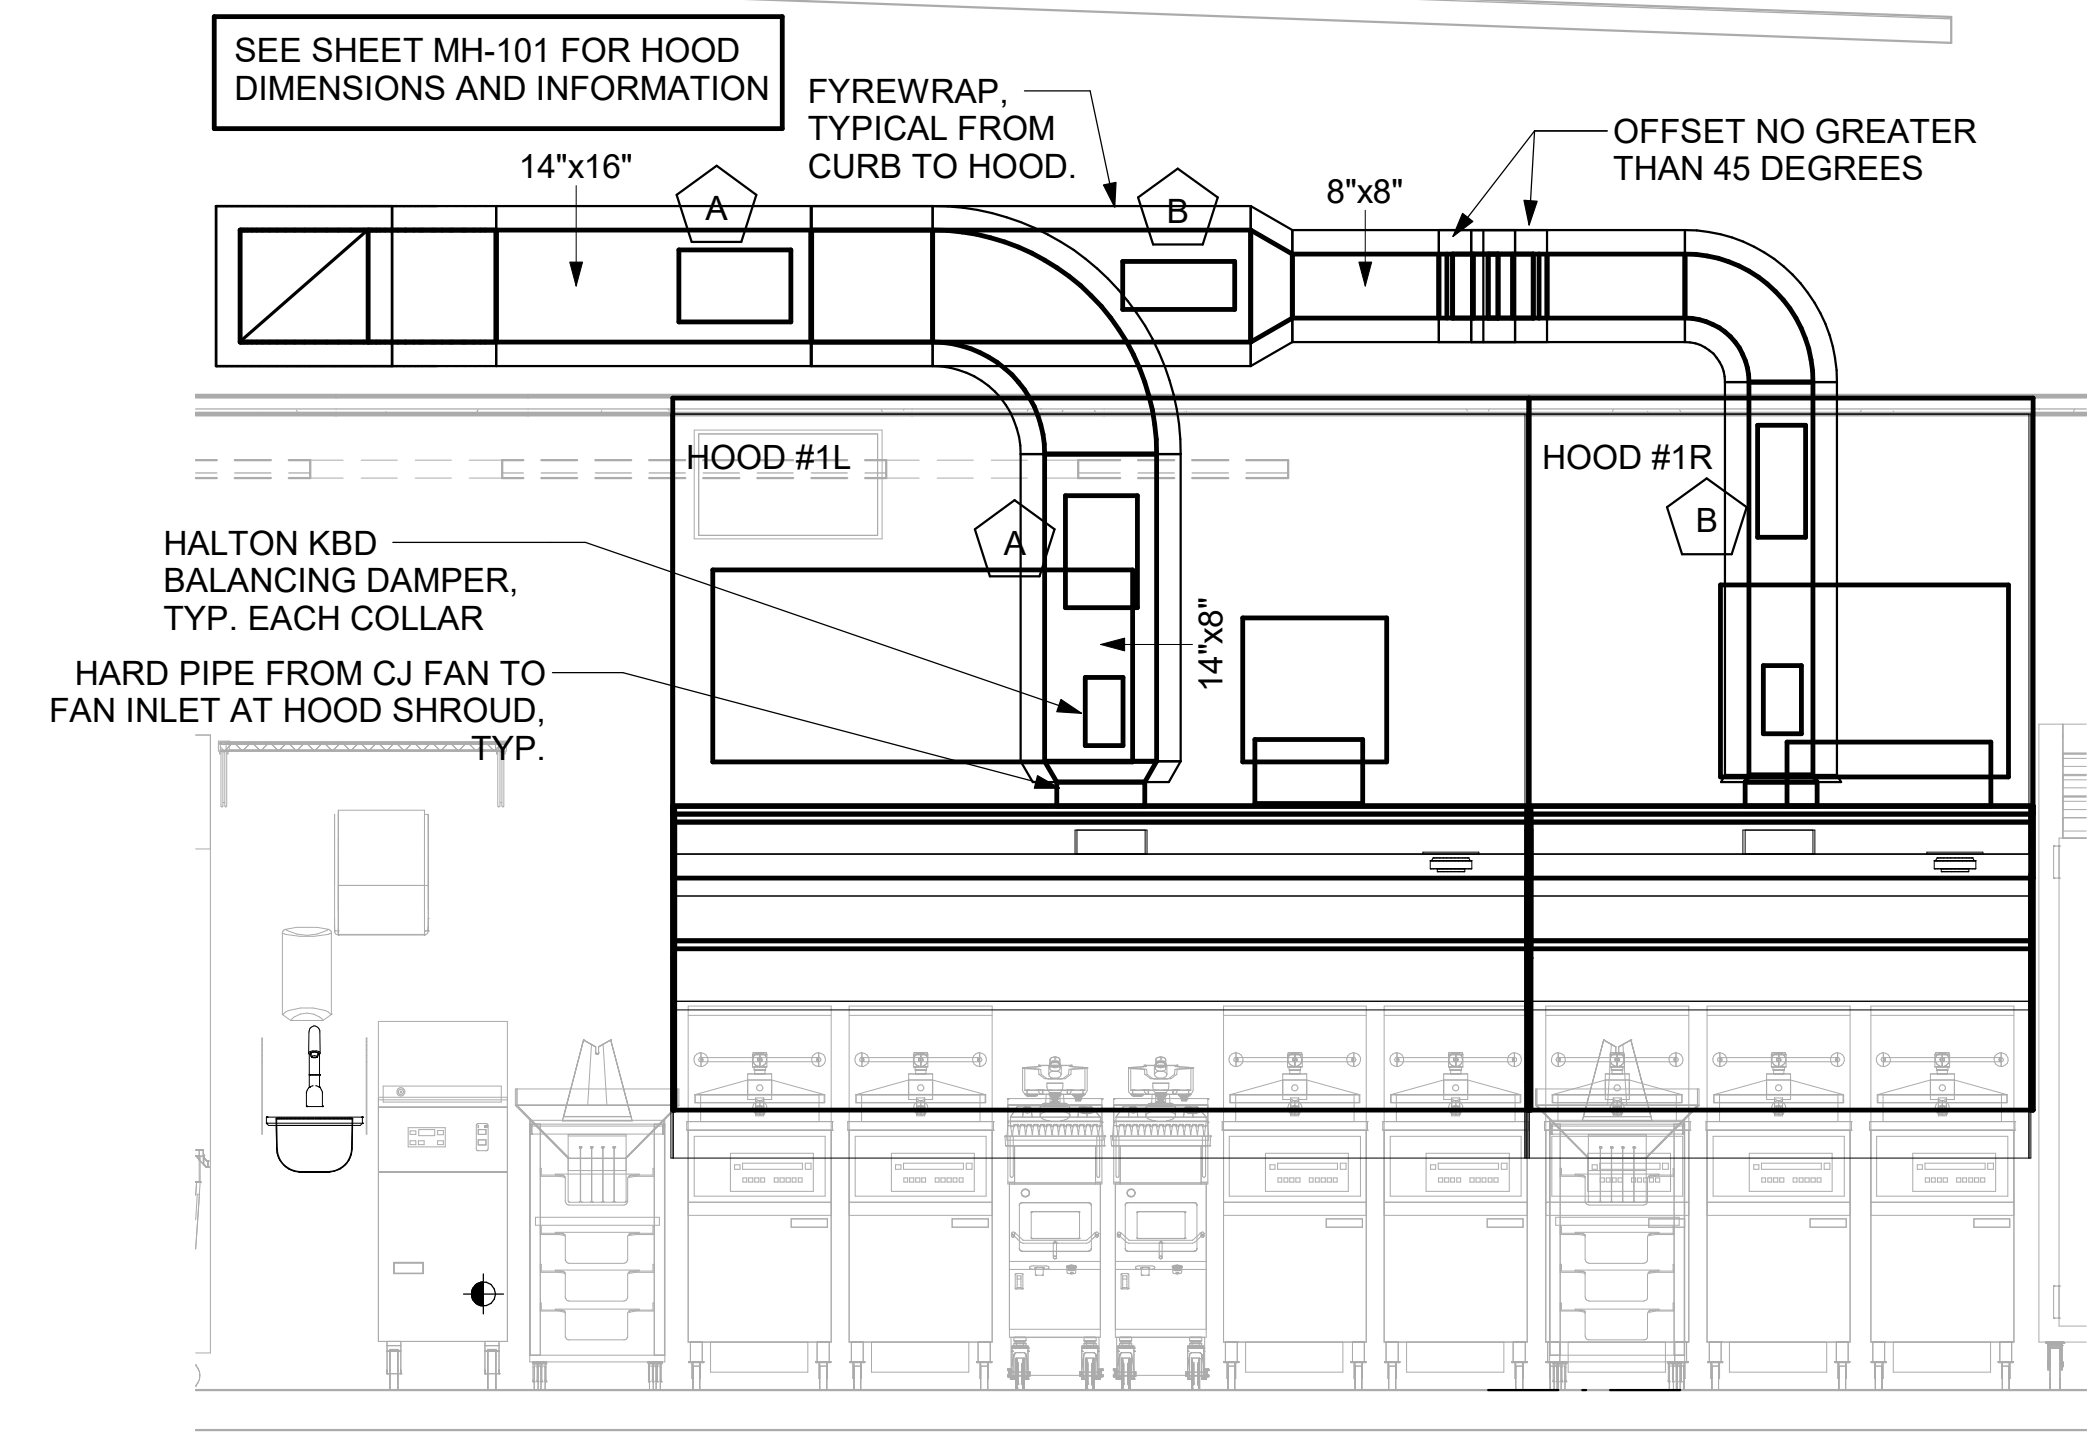 SEE SHEET MH-101 FOR HOOD
DIMENSIONS AND INFORMATION
FYREWRAP,
TYPICAL FROM
CURB TO HOOD.
OFFSET NO GREATER
THAN 45 DEGREES
14"x16"
A
B
8"x8"
HOOD #1L
HOOD #1R
A
B
HALTON KBD
BALANCING DAMPER,
TYP. EACH COLLAR
14"x8"
HARD PIPE FROM CJ FAN TO
FAN INLET AT HOOD SHROUD,
TYP.